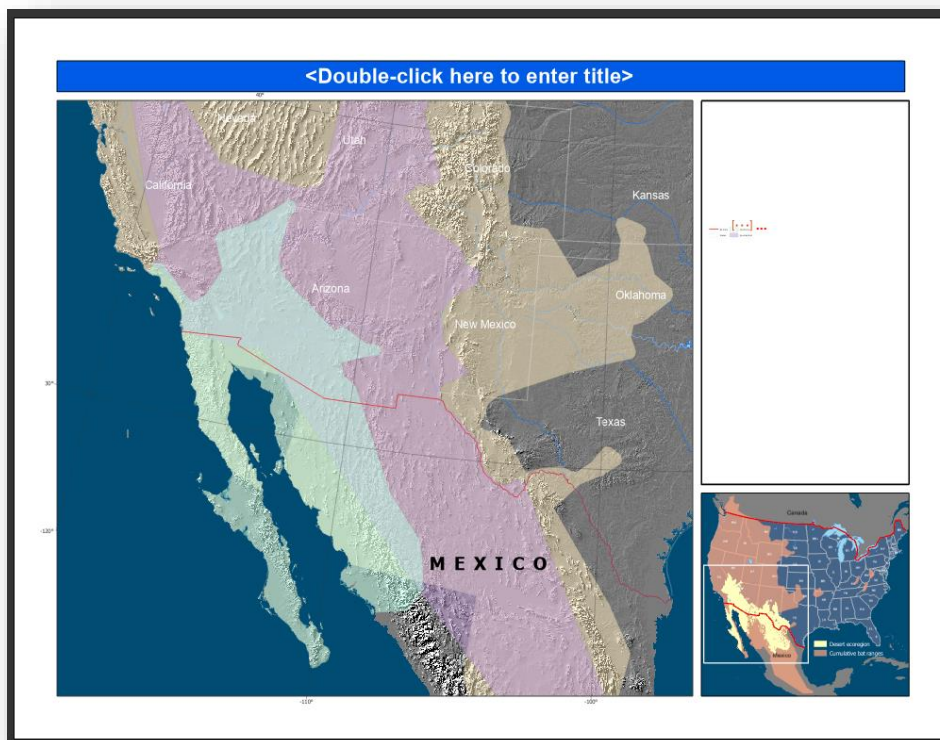 <Double-click here to enter title>
40°
Nevada
Utah
Colorado
California
Kansas
Arizona
Oklahoma
New Mexico
30°
Texas
-120°
MEXICO
-110°
-100°
Canada
Desert ecoregion
Cumulative bat ranges
Mexico